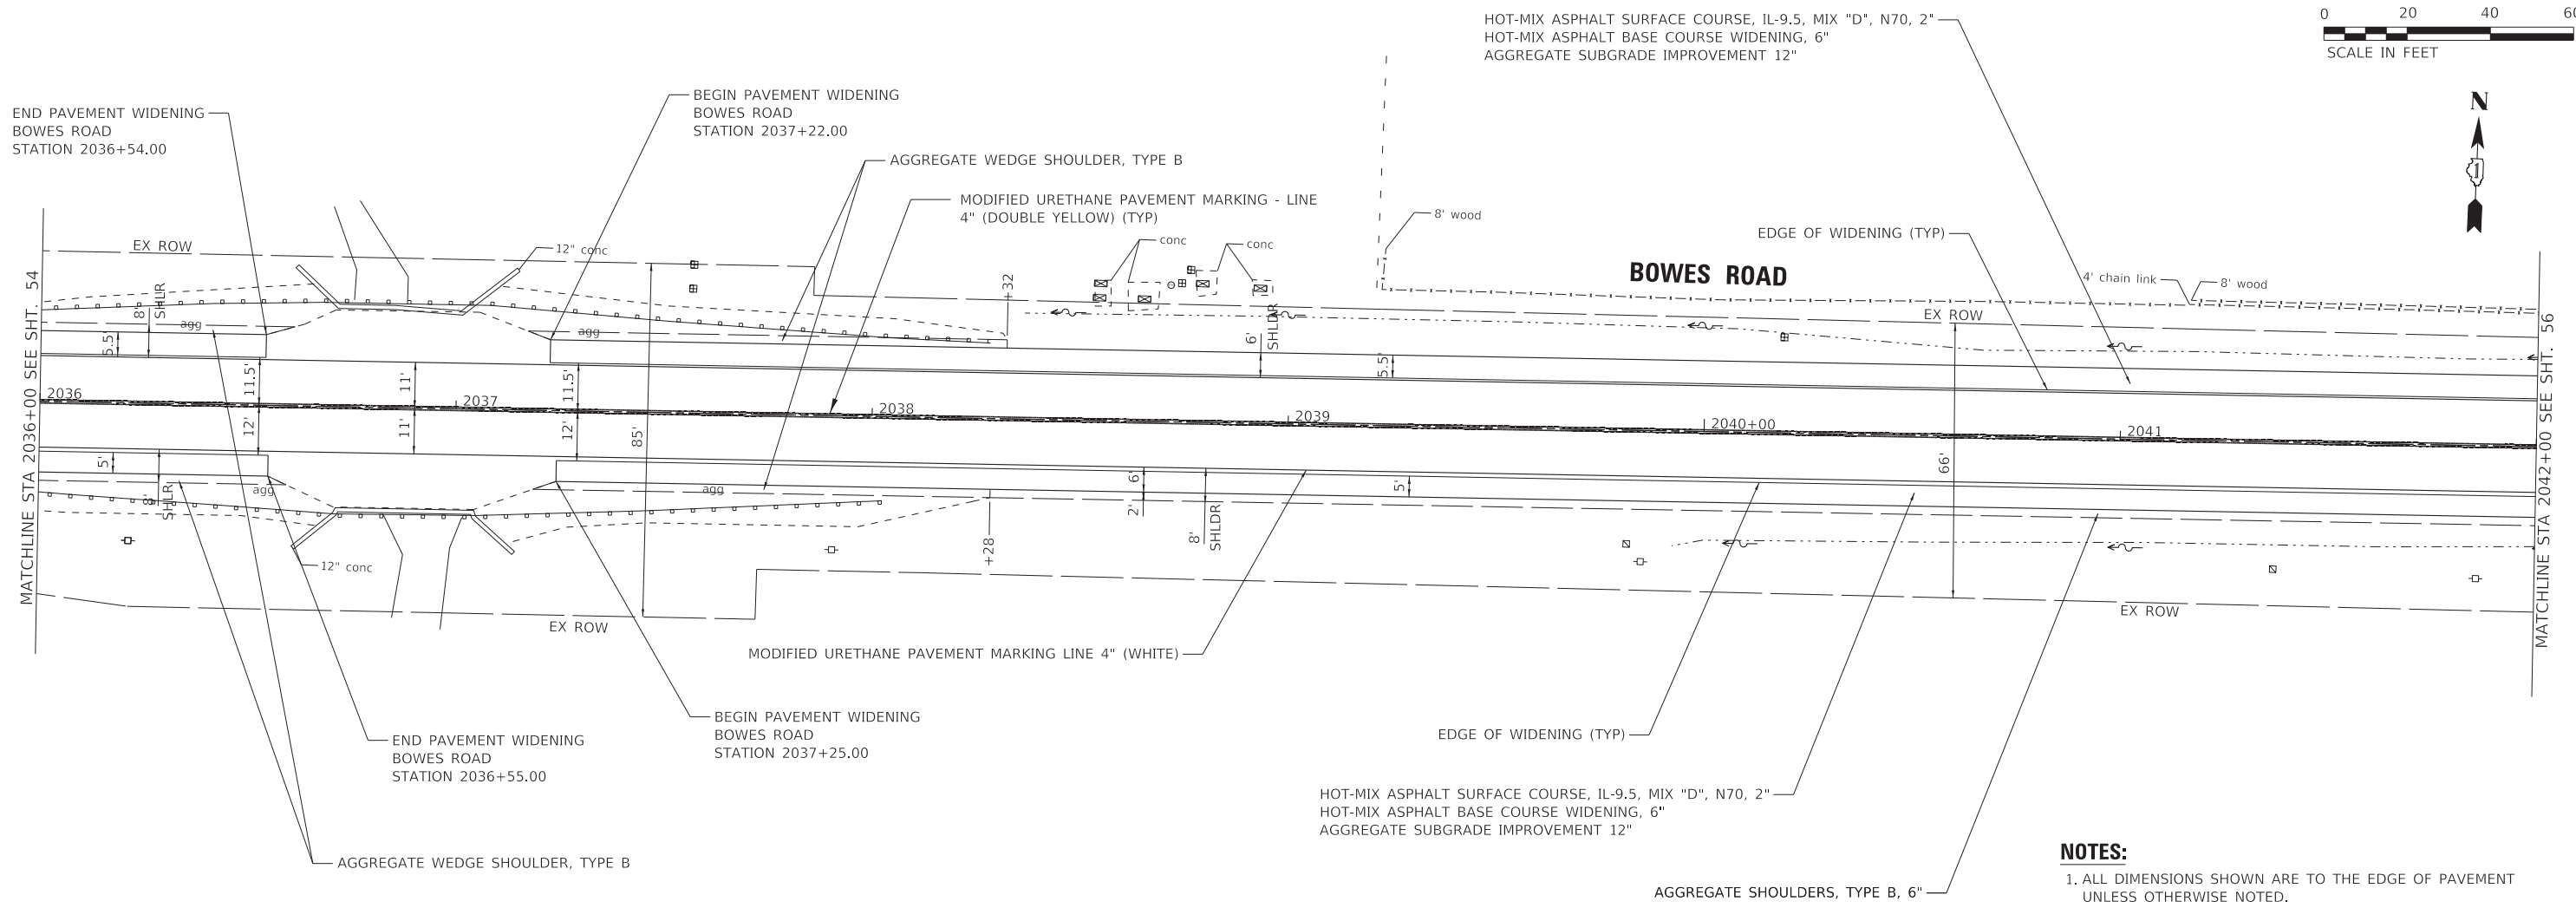 HOT-MIX ASPHALT SURFACE COURSE, IL-9.5, MIX "D", N70, 2"
HOT-MIX ASPHALT BASE COURSE WIDENING, 6"
AGGREGATE SUBGRADE IMPROVEMENT 12"
0 20 40 60
SCALE IN FEET
N
1
END PAVEMENT WIDENING
BOWES ROAD
STATION 2036+54.00
BEGIN PAVEMENT WIDENING
BOWES ROAD
STATION 2037+22.00
AGGREGATE WEDGE SHOULDER, TYPE B
MODIFIED URETHANE PAVEMENT MARKING - LINE
4" (DOUBLE YELLOW) (TYP)
8' wood
EDGE OF WIDENING (TYP)
EX ROW
12" conc
conc
conc
BOWES ROAD
4' chain link
8' wood
+32
EX ROW
MATCHLINE STA 2036+00 SEE SHT. 54
8'
SHLR
agg
agg
5.5'
6'
SHLDR
5.5'
MATCHLINE STA 2042+00 SEE SHT. 56
11.5'
11'
11.5'
2036
2037
2038
2039
2040+00
2041
12'
11'
12'
85'
66'
5'
8'
SHLR
agg
agg
6'
2'
8'
SHLDR
5'
+28
12" conc
EX ROW
EX ROW
MODIFIED URETHANE PAVEMENT MARKING LINE 4" (WHITE)
END PAVEMENT WIDENING
BOWES ROAD
STATION 2036+55.00
BEGIN PAVEMENT WIDENING
BOWES ROAD
STATION 2037+25.00
EDGE OF WIDENING (TYP)
HOT-MIX ASPHALT SURFACE COURSE, IL-9.5, MIX "D", N70, 2"
HOT-MIX ASPHALT BASE COURSE WIDENING, 6"
AGGREGATE SUBGRADE IMPROVEMENT 12"
AGGREGATE WEDGE SHOULDER, TYPE B
AGGREGATE SHOULDERS, TYPE B, 6"
NOTES:
1. ALL DIMENSIONS SHOWN ARE TO THE EDGE OF PAVEMENT
UNLESS OTHERWISE NOTED.